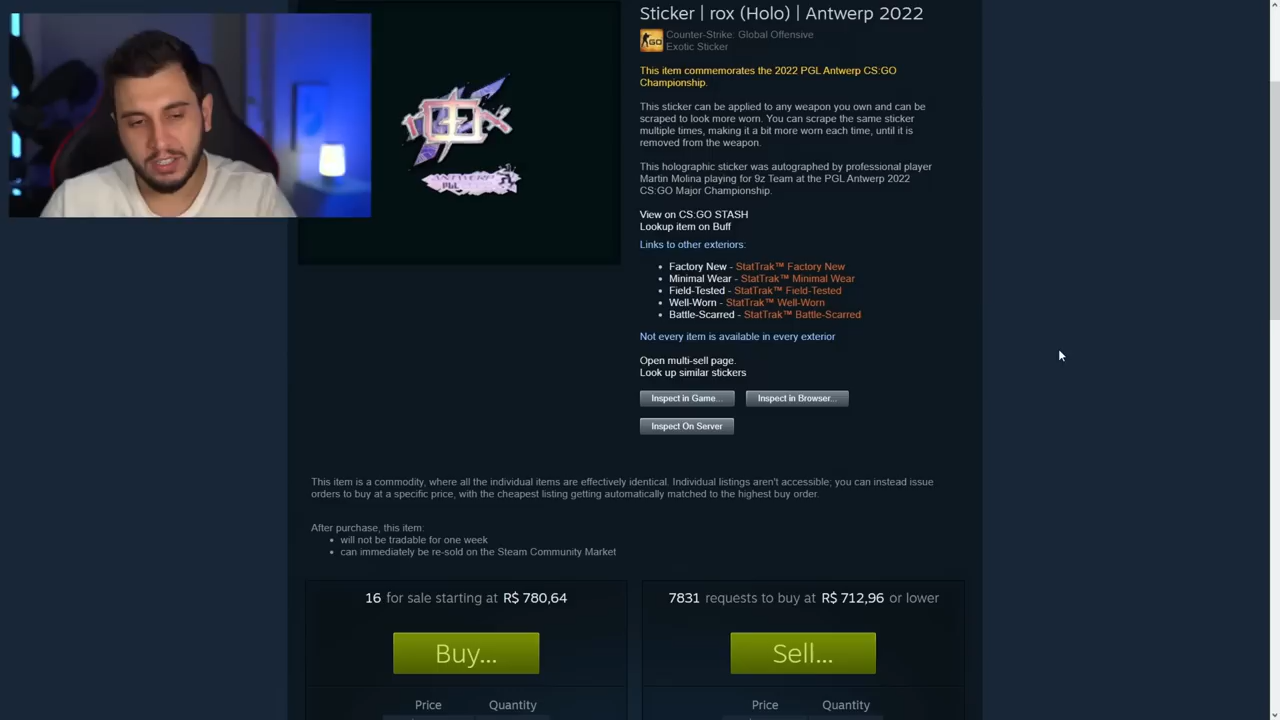 Sticker | rox (Holo) | Antwerp 2022
Counter-Strike: Global Offensive
Exotic Sticker
This item commemorates the 2022 PGL Antwerp CS:GO
Championship.
This sticker can be applied to any weapon you own and can be
scraped to look more worn. You can scrape the same sticker
multiple times, making it a bit more worn each time, until it is
removed from the weapon.
This holographic sticker was autographed by professional player
Martin Molina playing for 9z Team at the PGL Antwerp 2022
CS:GO Major Championship.
View on CS:GO STASH
Lookup item on Buff
Links to other exteriors:
Factory New - StatTrak™ Factory New
Minimal Wear - StatTrak™ Minimal Wear
Field-Tested - StatTrak™ Field-Tested
Well-Worn - StatTrak™ Well-Worn
Battle-Scarred - StatTrak™ Battle-Scarred
Not every item is available in every exterior
Open multi-sell page.
Look up similar stickers
Inspect in Game... Inspect in Browser...
Inspect On Server
This item is a commodity, where all the individual items are effectively identical. Individual listings aren't accessible; you can instead issue
orders to buy at a specific price, with the cheapest listing getting automatically matched to the highest buy order.
After purchase, this item:
will not be tradable for one week
can immediately be re-sold on the Steam Community Market
16 for sale starting at R$ 780,64
Buy...
Price Quantity
7831 requests to buy at R$ 712,96 or lower
Sell...
Price Quantity